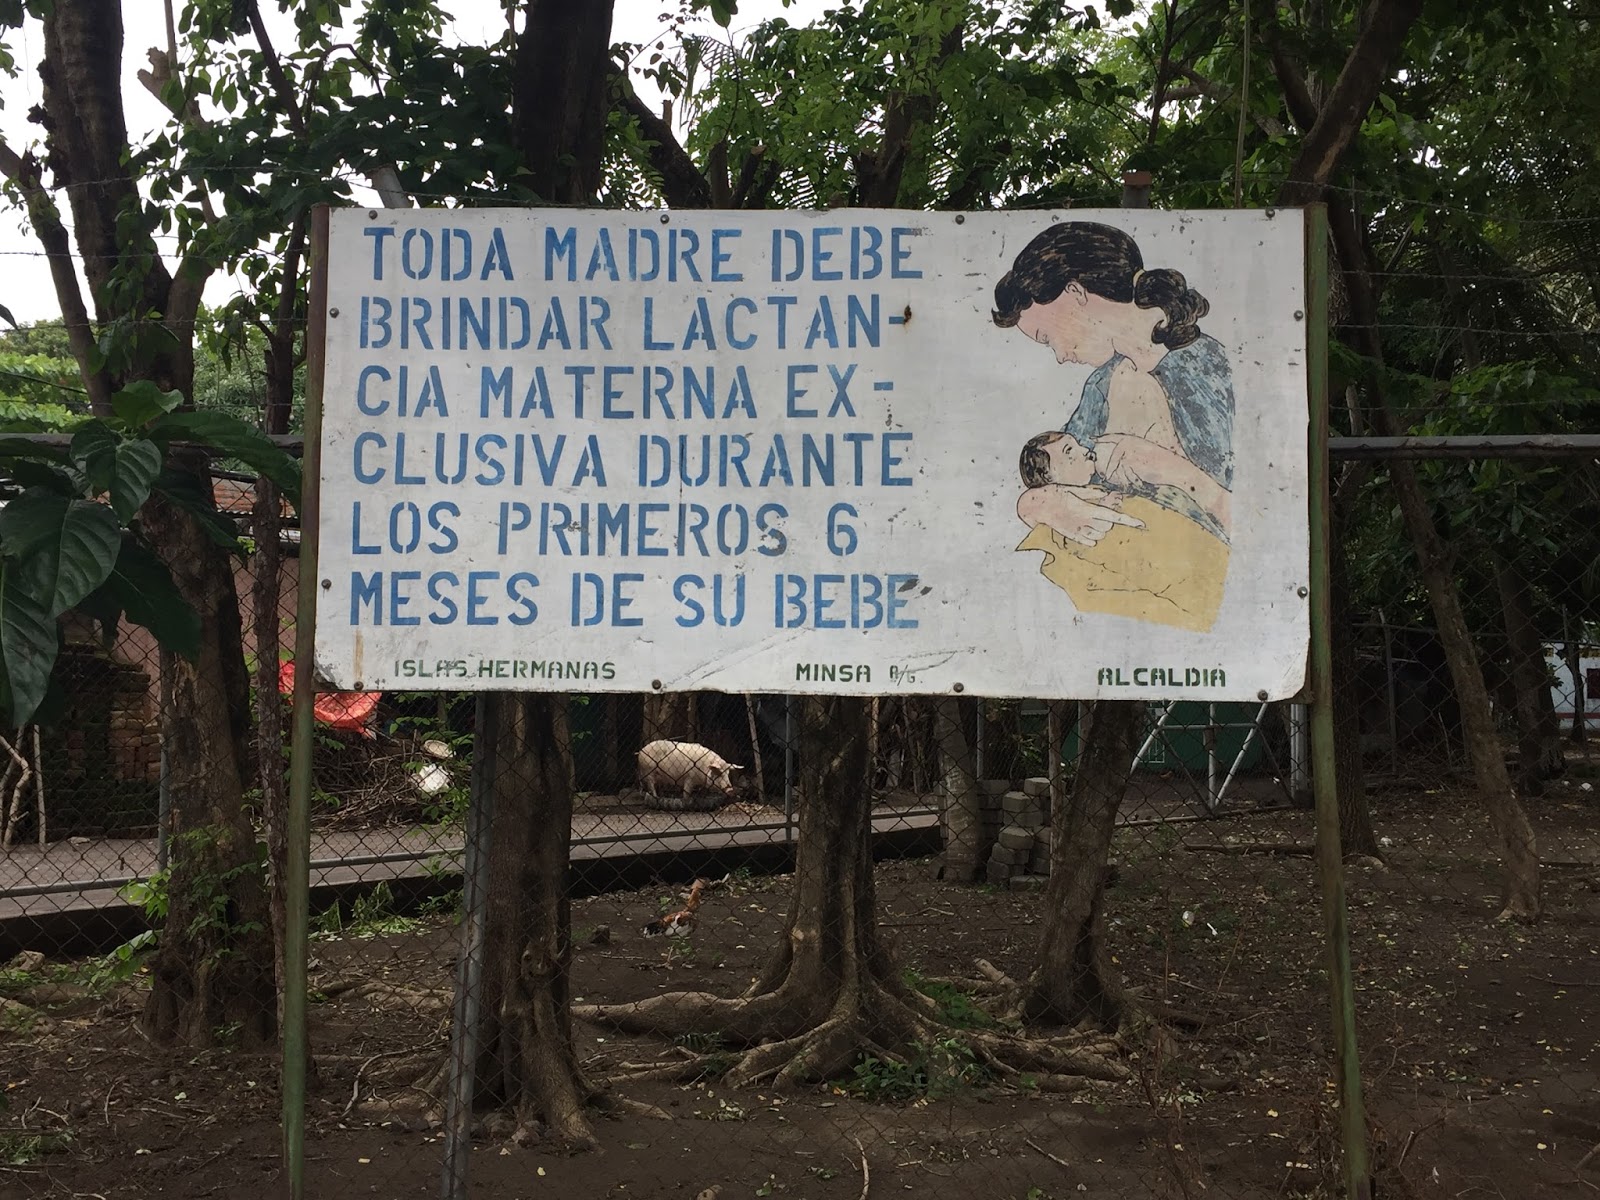 TODA MADRE DEBE
BRINDAR LACTAN-
CIA MATERNA EX-
CLUSIVA DURANTE
LOS PRIMEROS 6
MESES DE SU BEBE
ISLAS HERMANAS MINSA A/G. ALCALDIA